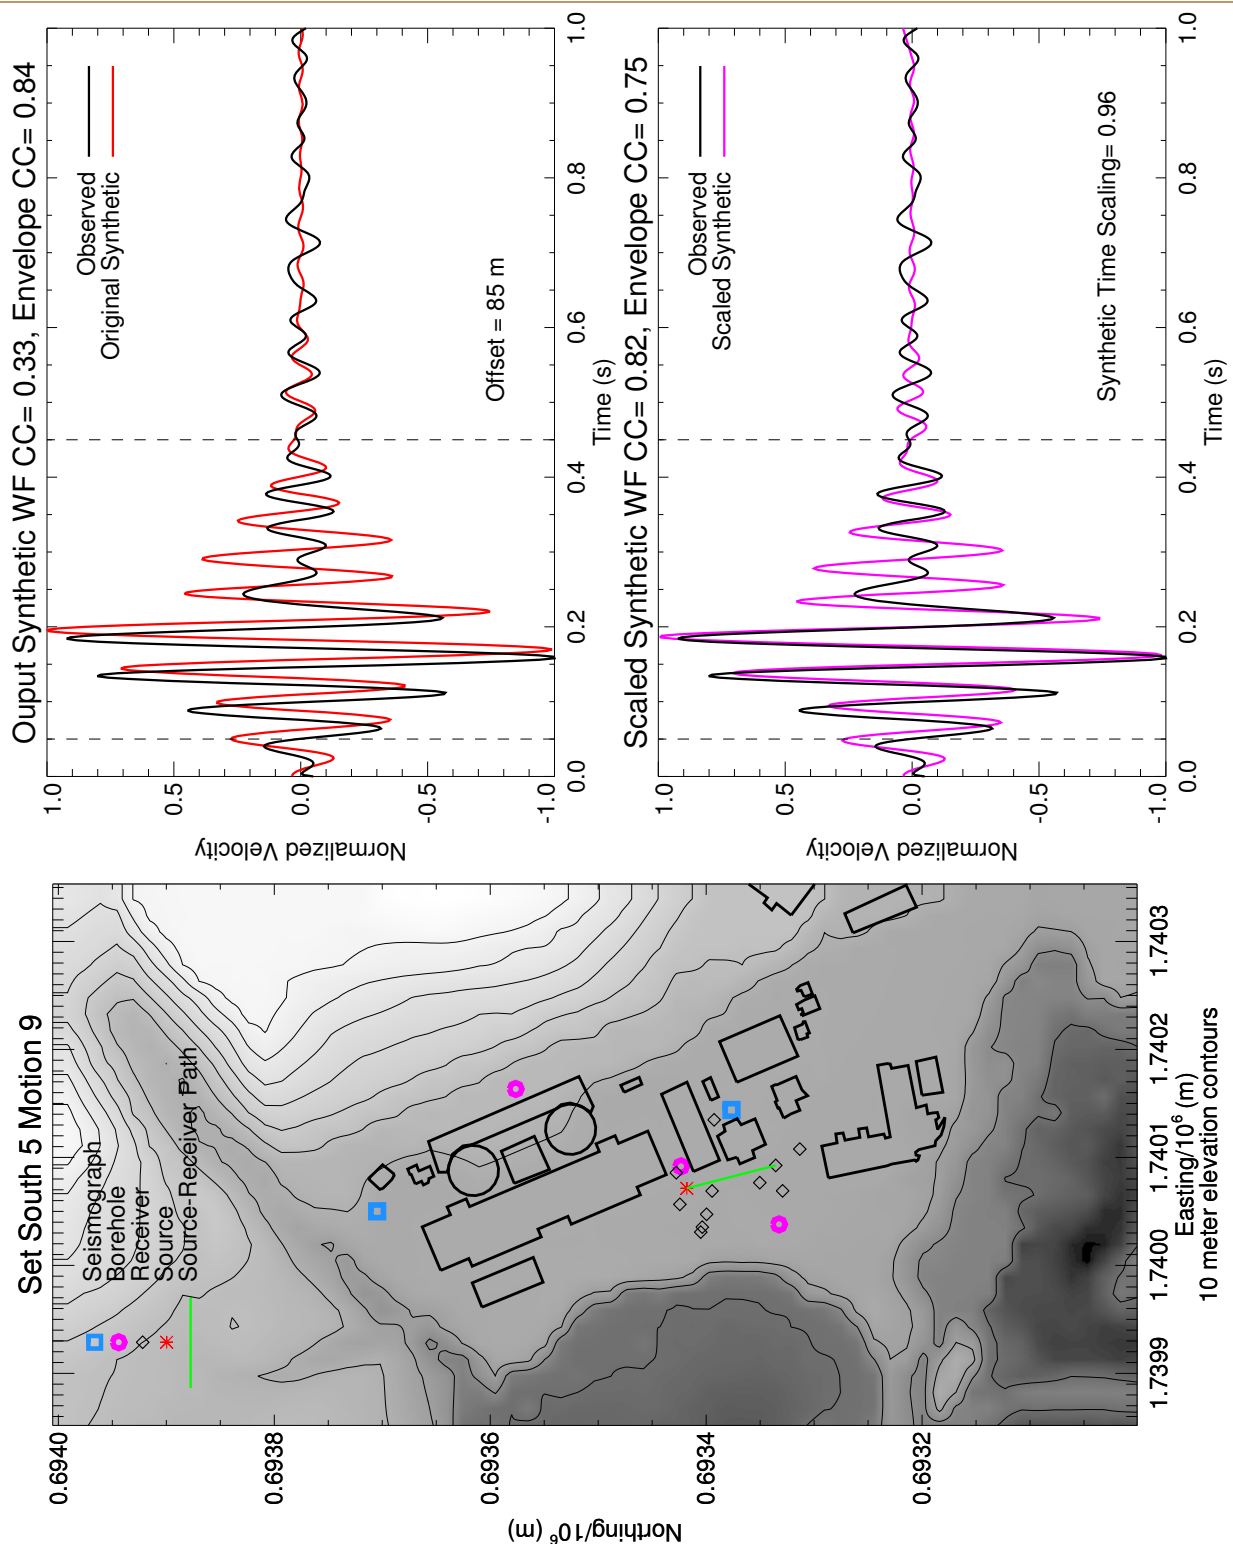 Set South 5 Motion 9
Seismograph
Borehole
Receiver
Source
Source-Receiver Path
0.6940
0.6938
0.6936
0.6934
0.6932
Northing/10⁶ (m)
1.7399
1.7400
1.7401
1.7402
1.7403
Easting/10⁶ (m)
10 meter elevation contours
Ouput Synthetic WF CC= 0.33, Envelope CC= 0.84
Observed
Original Synthetic
Offset = 85 m
1.0
0.5
0.0
-0.5
-1.0
Normalized Velocity
0.0
0.2
0.4
0.6
0.8
1.0
Time (s)
Scaled Synthetic WF CC= 0.82, Envelope CC= 0.75
Observed
Scaled Synthetic
Synthetic Time Scaling= 0.96
1.0
0.5
0.0
-0.5
-1.0
Normalized Velocity
0.0
0.2
0.4
0.6
0.8
1.0
Time (s)